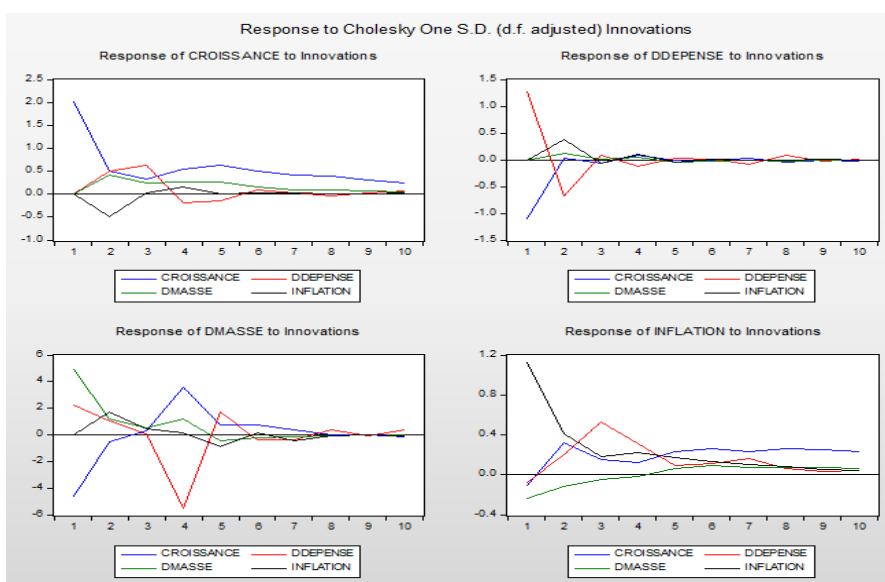 Response to Cholesky One S.D. (d.f. adjusted) Innovations
Response of CROISSANCE to Innovations
2.5
2.0
1.5
1.0
0.5
0.0
-0.5
-1.0
1 2 3 4 5 6 7 8 9 10
CROISSANCE DDEPENSE
DMASSE INFLATION
Response of DDEPENSE to Innovations
1.5
1.0
0.5
0.0
-0.5
-1.0
-1.5
1 2 3 4 5 6 7 8 9 10
CROISSANCE DDEPENSE
DMASSE INFLATION
Response of DMASSE to Innovations
6
4
2
0
-2
-4
-6
1 2 3 4 5 6 7 8 9 10
CROISSANCE DDEPENSE
DMASSE INFLATION
Response of INFLATION to Innovations
1.2
0.8
0.4
0.0
-0.4
1 2 3 4 5 6 7 8 9 10
CROISSANCE DDEPENSE
DMASSE INFLATION